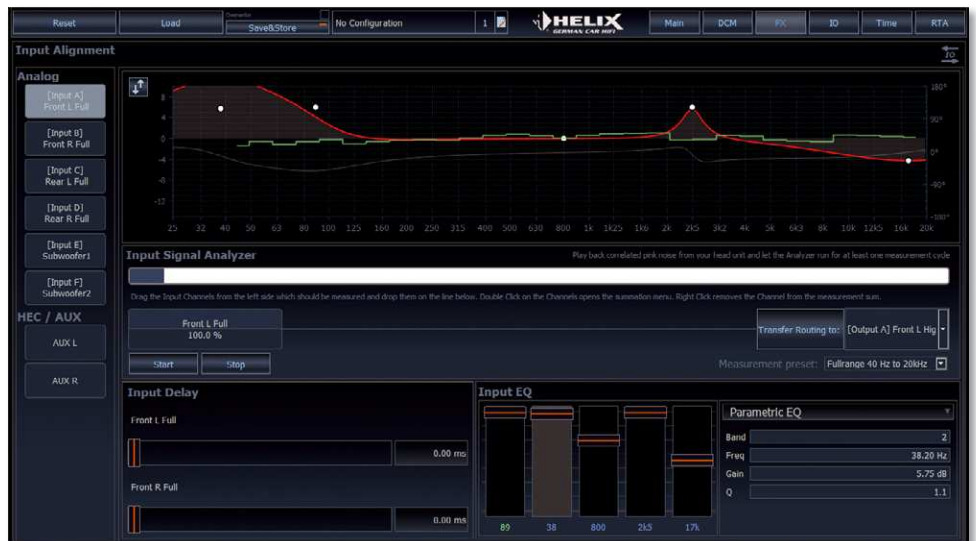 Reset Load Overwrite Save&Store No Configuration 1 HELIX GERMAN CAR HIFI Main DCM FX IO Time RTA
Input Alignment
IO
Analog
[Input A]
Front L Full
[Input B]
Front R Full
[Input C]
Rear L Full
[Input D]
Rear R Full
[Input E]
Subwoofer1
[Input F]
Subwoofer2
HEC / AUX
AUX L
AUX R
8
4
0
-4
-8
-12
180°
90°
0°
-90°
-180°
25 32 40 50 63 80 100 125 160 200 250 315 400 500 630 800 1k 1k25 1k6 2k 2k5 3k2 4k 5k 6k3 8k 10k 12k5 16k 20k
Input Signal Analyzer
Play back correlated pink noise from your head unit and let the Analyzer run for at least one measurement cycle
Drag the Input Channels from the left side which should be measured and drop them on the line below. Double Click on the Channels opens the summation menu. Right Click removes the Channel from the measurement sum.
Front L Full
100.0 %
Transfer Routing to: [Output A] Front L Hig
Start Stop
Measurement preset: Fullrange 40 Hz to 20kHz
Input Delay
Front L Full
0.00 ms
Front R Full
0.00 ms
Input EQ
89 38 800 2k5 17k
Parametric EQ
Band 2
Freq 38.20 Hz
Gain 5.75 dB
Q 1.1